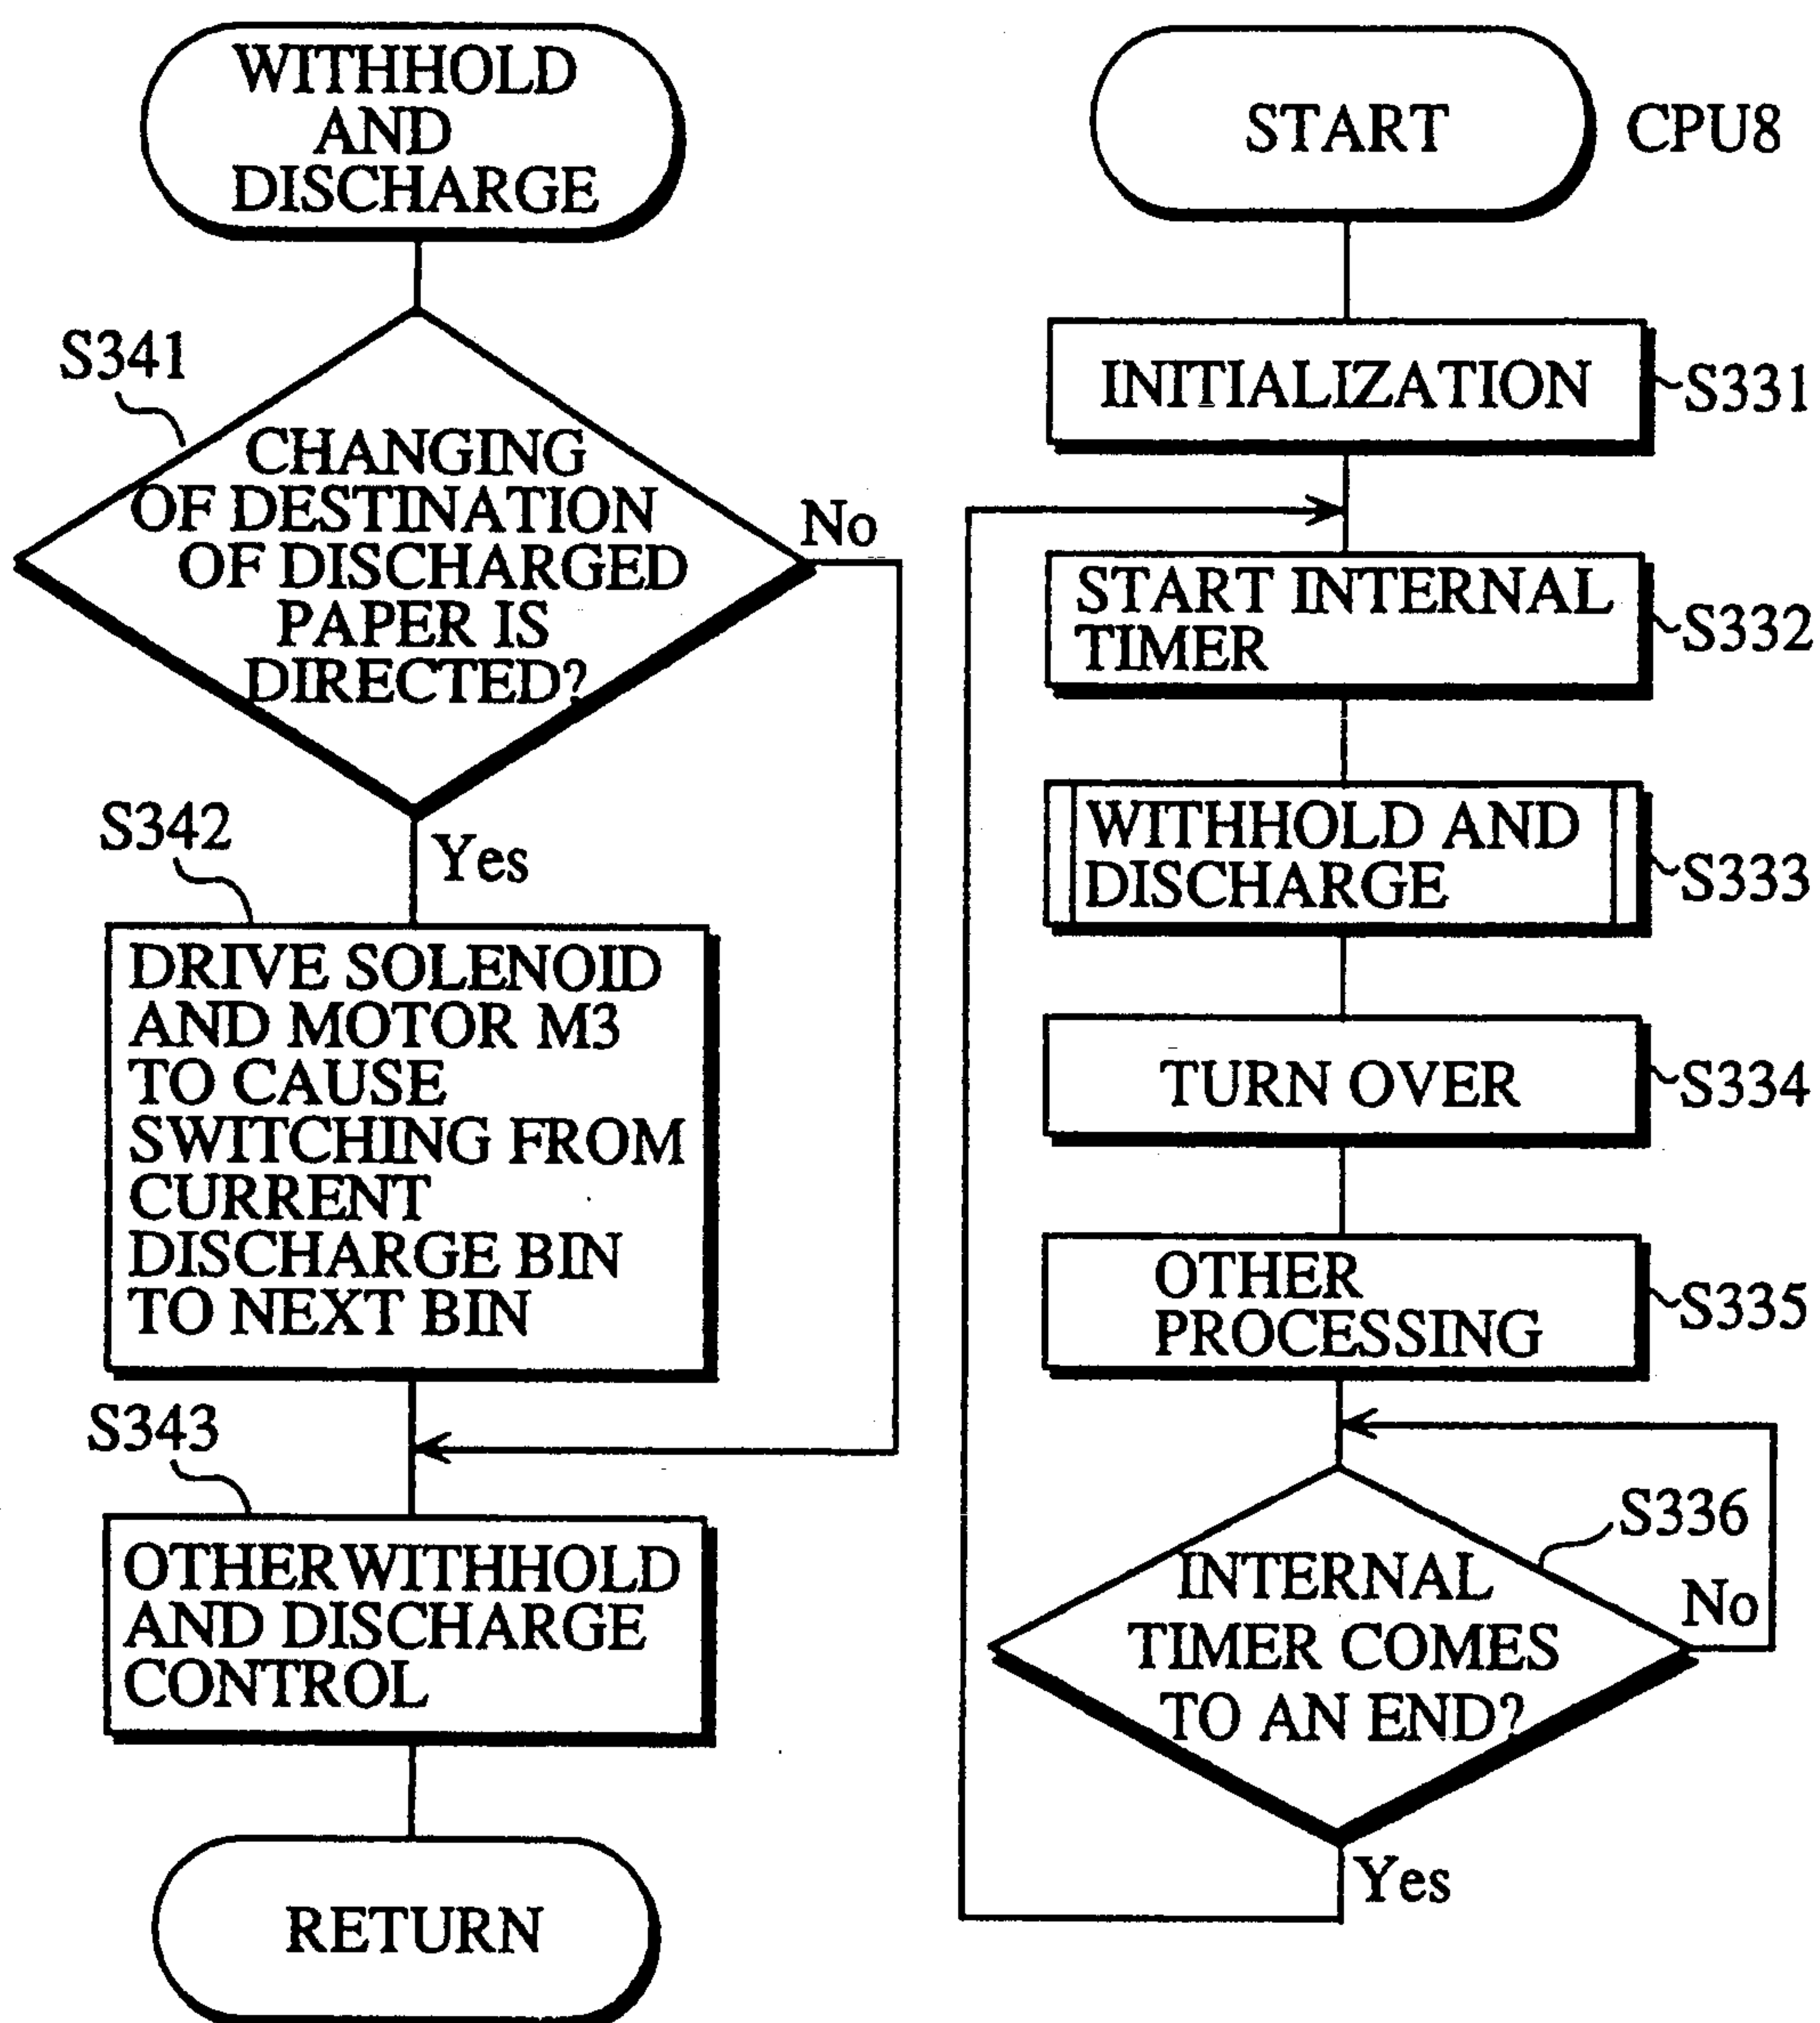 WITHHOLD
AND
DISCHARGE
S341
CHANGING
OF DESTINATION
OF DISCHARGED
PAPER IS
DIRECTED?
No
Yes
S342
DRIVE SOLENOID
AND MOTOR M3
TO CAUSE
SWITCHING FROM
CURRENT
DISCHARGE BIN
TO NEXT BIN
S343
OTHER WITHHOLD
AND DISCHARGE
CONTROL
RETURN
START
CPU8
INITIALIZATION
S331
START INTERNAL
TIMER
S332
WITHHOLD AND
DISCHARGE
S333
TURN OVER
S334
OTHER
PROCESSING
S335
S336
INTERNAL
TIMER COMES
TO AN END?
No
Yes